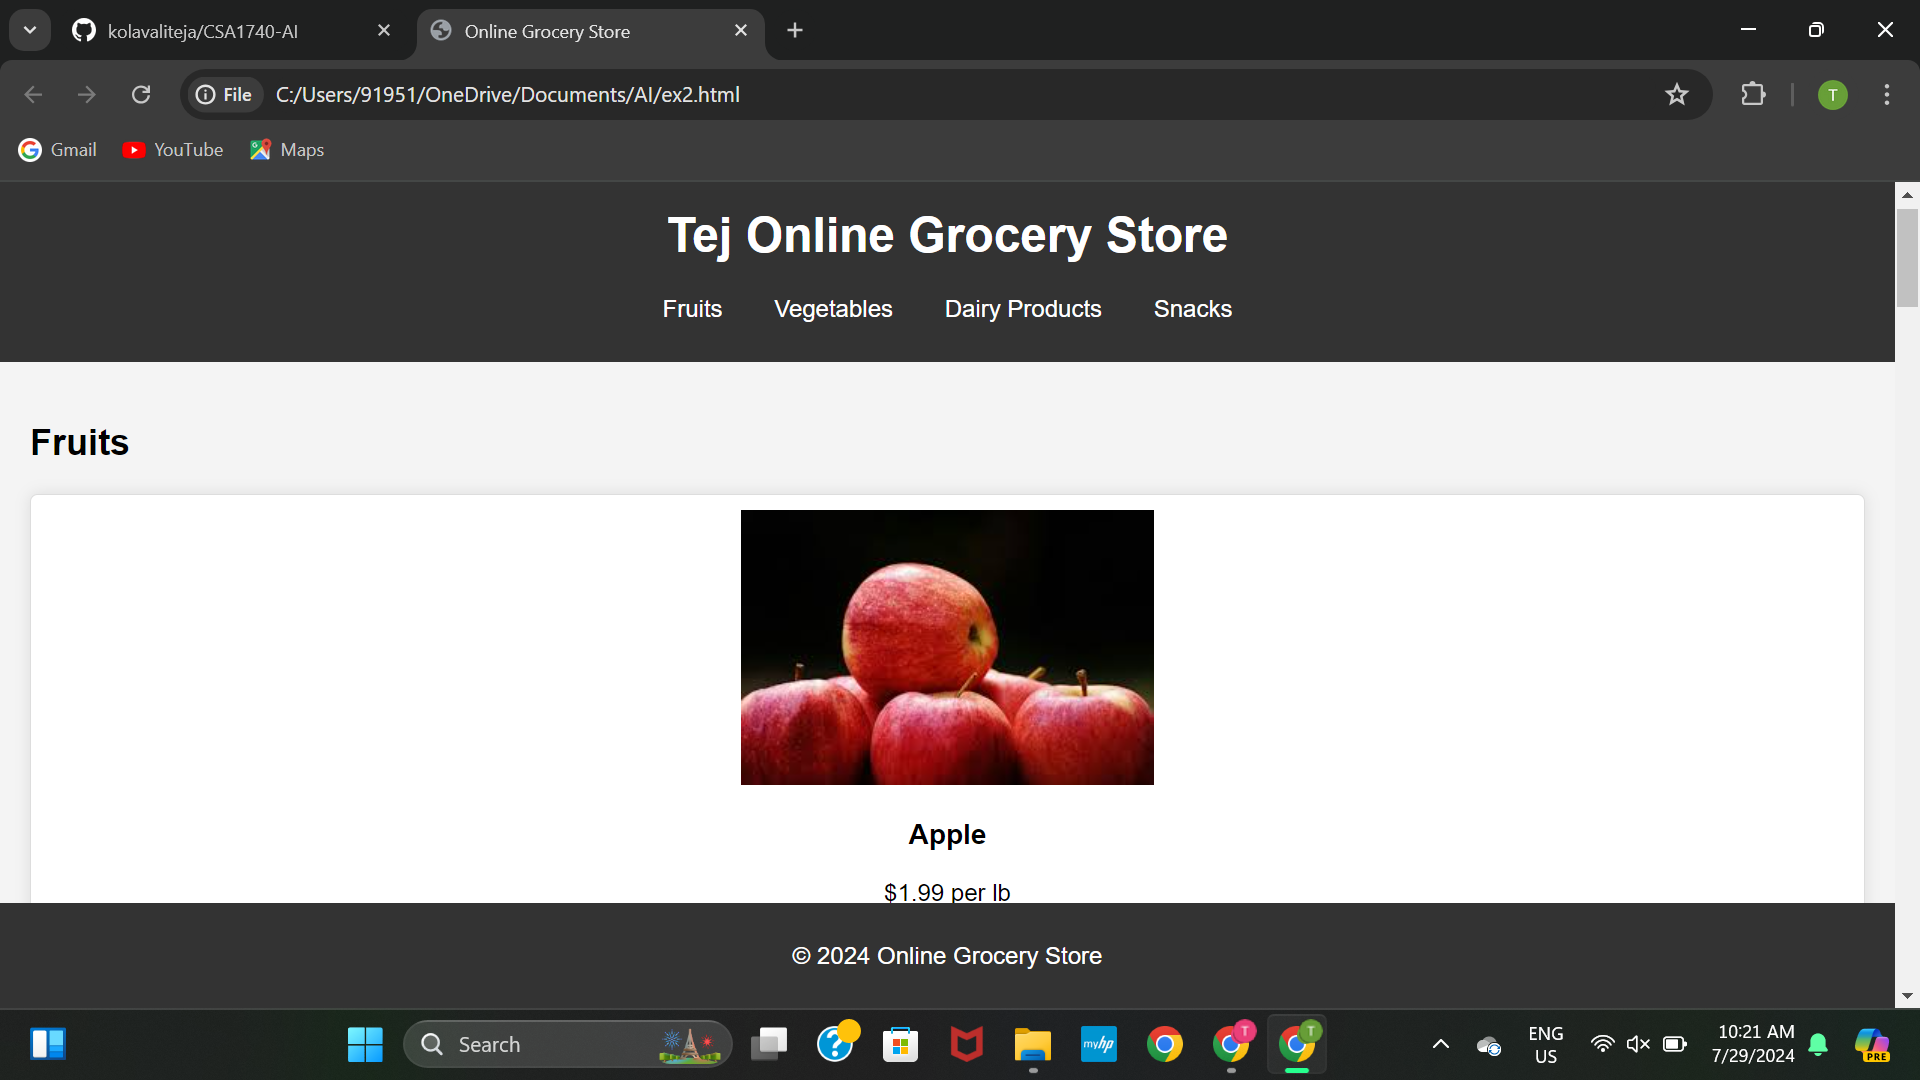 kolavaliteja/CSA1740-AI
Online Grocery Store
File
C:/Users/91951/OneDrive/Documents/AI/ex2.html
T
Gmail
YouTube
Maps
Tej Online Grocery Store
Fruits Vegetables Dairy Products Snacks
Fruits
Apple
$1.99 per lb
© 2024 Online Grocery Store
Search
myhp
T
T
ENG
US
10:21 AM
7/29/2024
PRE